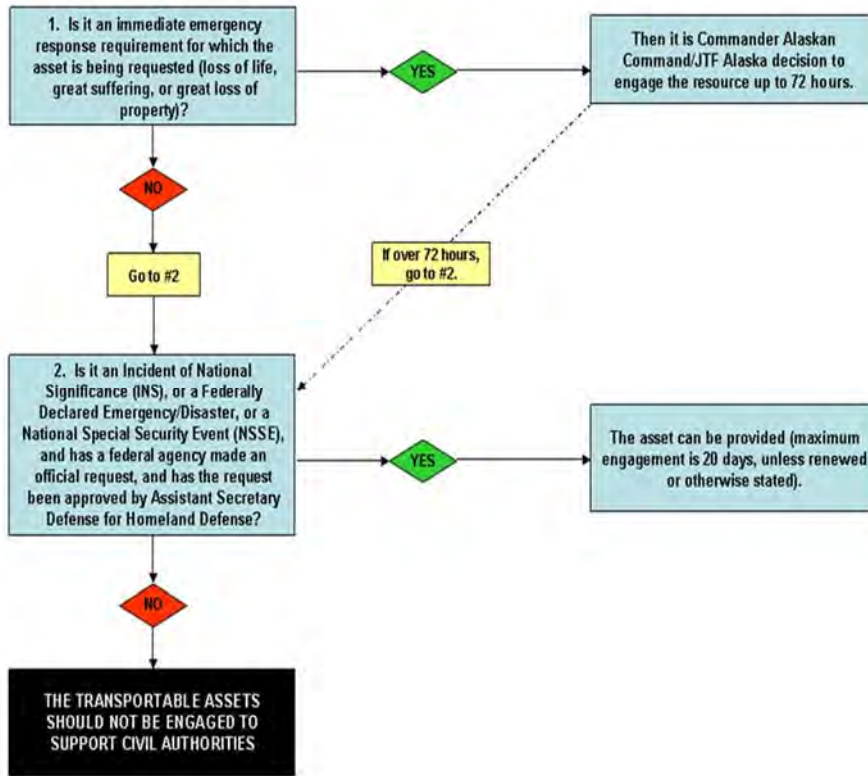 1. Is it an immediate emergency
response requirement for which the
asset is being requested (loss of life,
great suffering, or great loss of
property)?
YES
Then it is Commander Alaskan
Command/JTF Alaska decision to
engage the resource up to 72 hours.
NO
Go to #2
If over 72 hours,
go to #2.
2. Is it an Incident of National
Significance (INS), or a Federally
Declared Emergency/Disaster, or a
National Special Security Event (NSSE),
and has a federal agency made an
official request, and has the request
been approved by Assistant Secretary
Defense for Homeland Defense?
YES
The asset can be provided (maximum
engagement is 20 days, unless renewed
or otherwise stated).
NO
THE TRANSPORTABLE ASSETS
SHOULD NOT BE ENGAGED TO
SUPPORT CIVIL AUTHORITIES